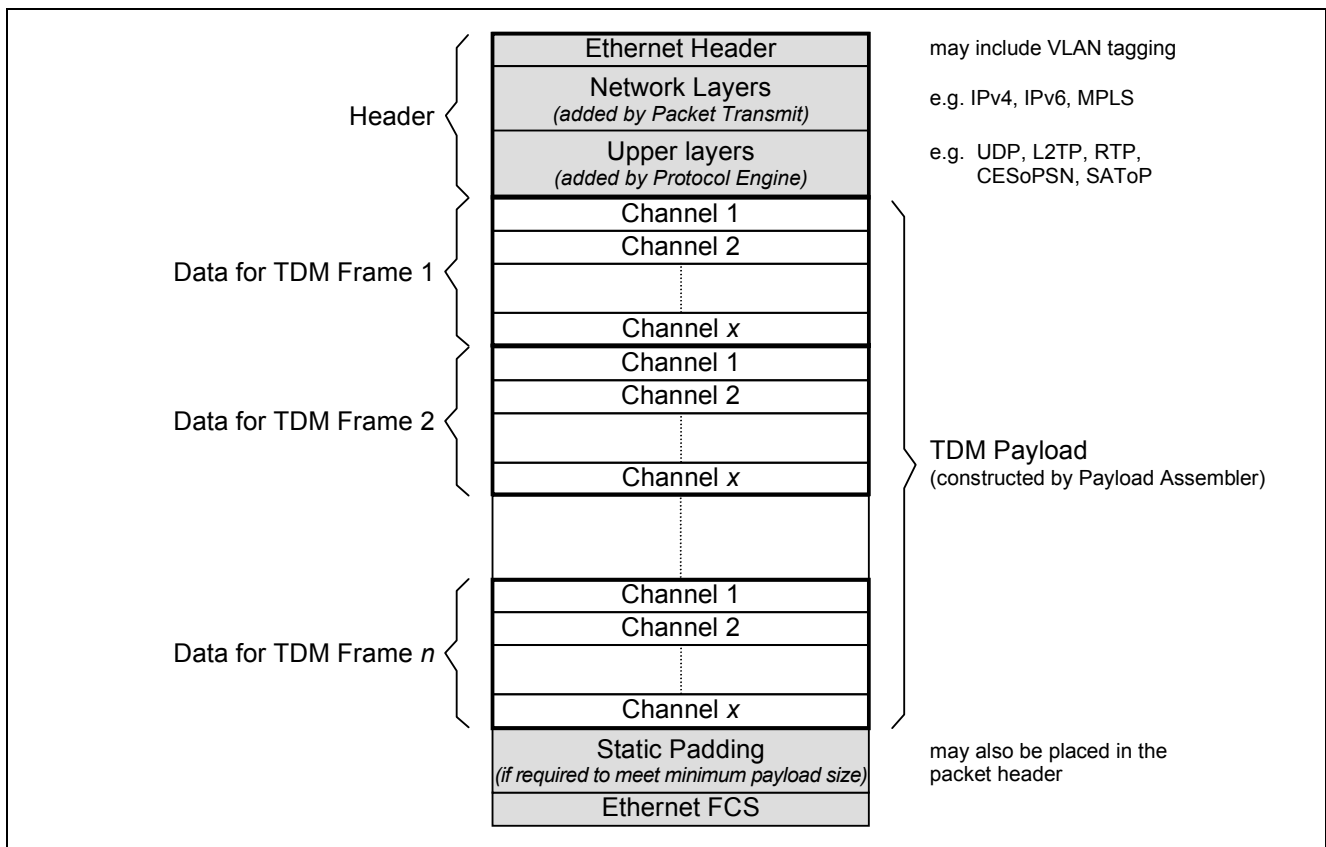 Ethernet Header
may include VLAN tagging
Network Layers
(added by Packet Transmit)
e.g. IPv4, IPv6, MPLS
Header
Upper layers
(added by Protocol Engine)
e.g. UDP, L2TP, RTP,
CESoPSN, SAToP
Channel 1
Channel 2
Data for TDM Frame 1
Channel x
Channel 1
Channel 2
Data for TDM Frame 2
Channel x
TDM Payload
(constructed by Payload Assembler)
Channel 1
Channel 2
Data for TDM Frame n
Channel x
Static Padding
(if required to meet minimum payload size)
may also be placed in the
packet header
Ethernet FCS